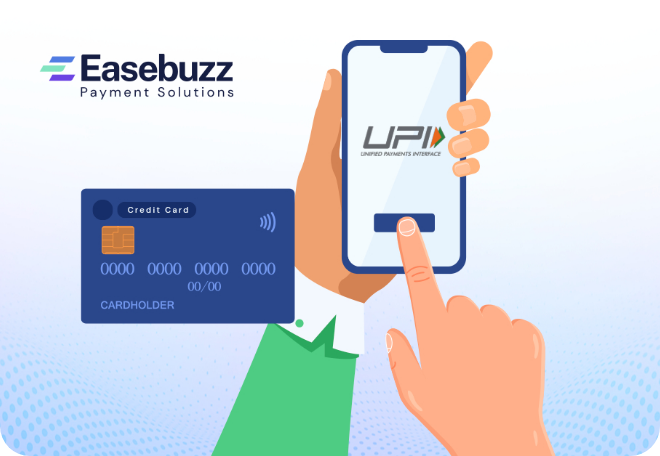 Easebuzz
Payment Solutions
UPI
UNIFIED PAYMENTS INTERFACE
Credit Card
0000 0000 0000 0000
00/00
CARDHOLDER